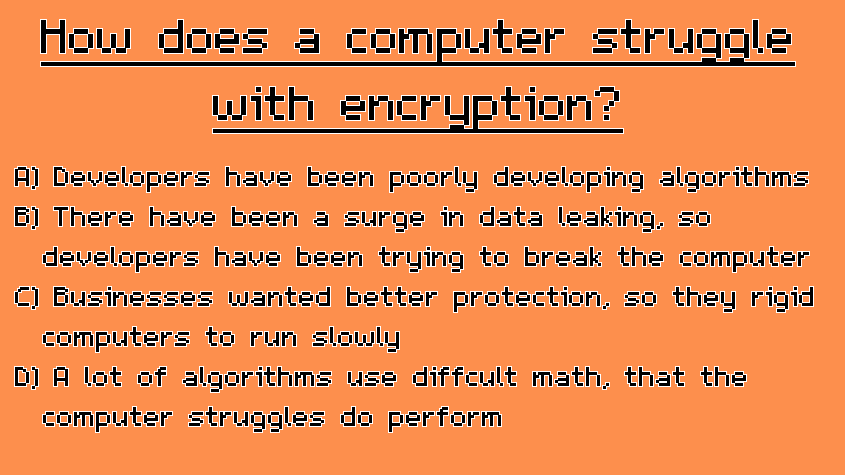 How does a computer struggle
with encryption?
A) Developers have been poorly developing algorithms
B) There have been a surge in data leaking, so
developers have been trying to break the computer
C) Businesses wanted better protection, so they rigid
computers to run slowly
D) A lot of algorithms use diffcult math, that the
computer struggles do perform